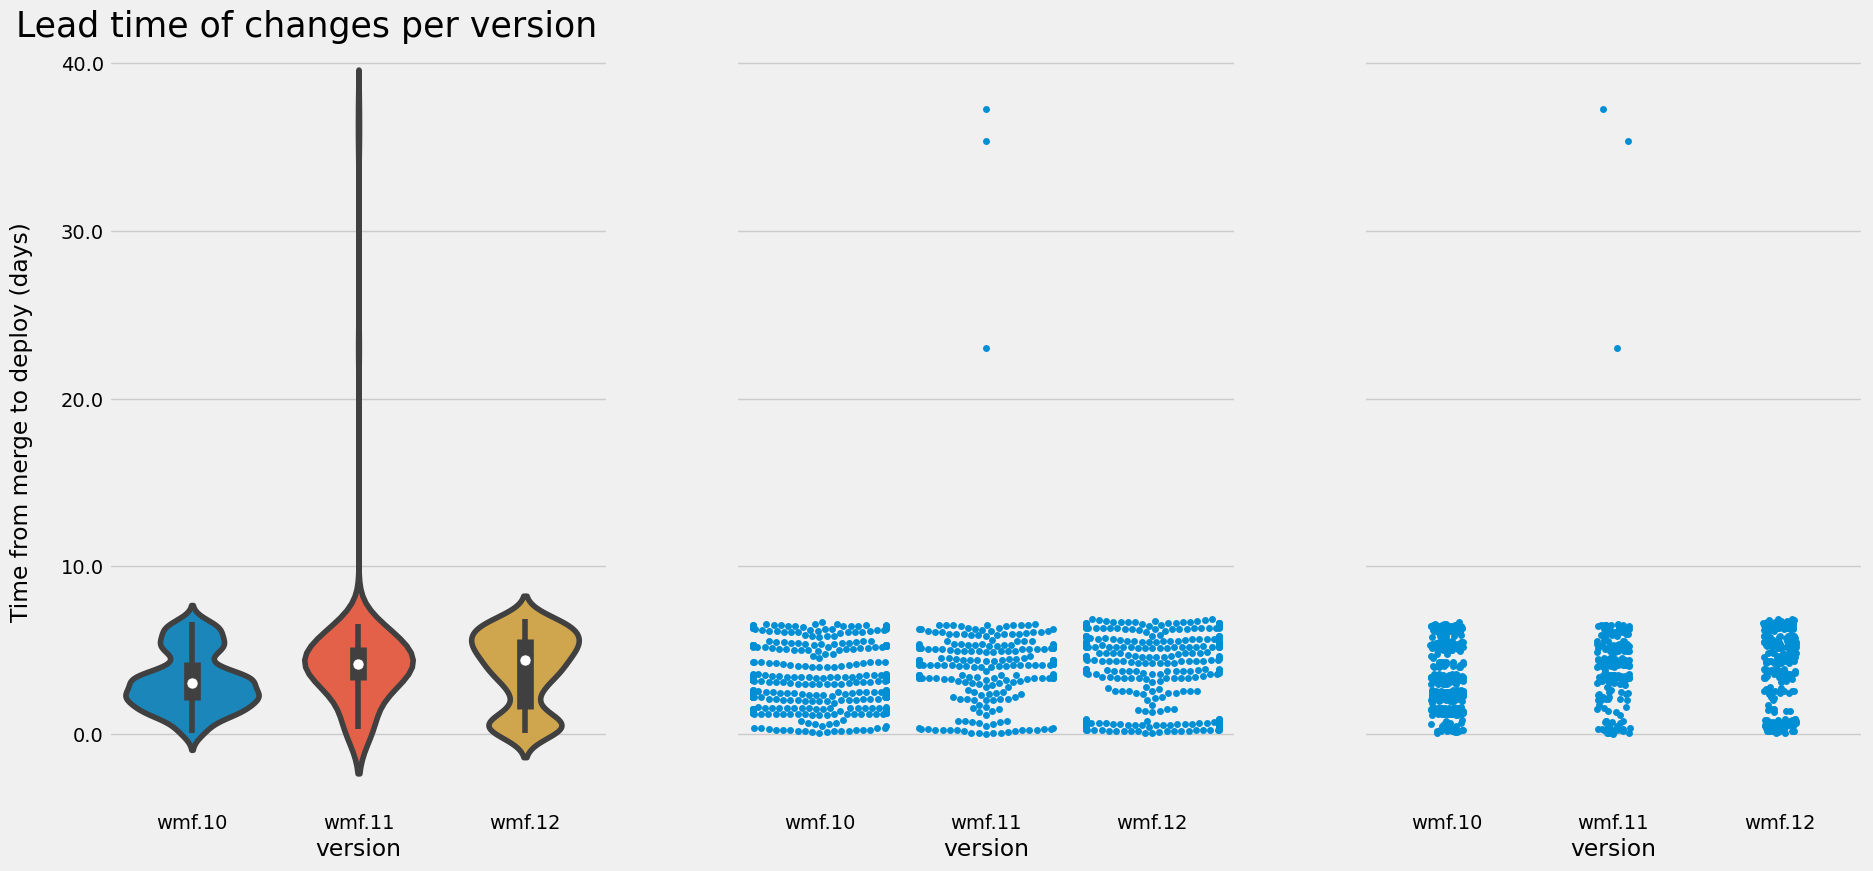 Lead time of changes per version
Time from merge to deploy (days)
40.0
30.0
20.0
10.0
0.0
wmf.10 wmf.11 wmf.12
version
wmf.10 wmf.11 wmf.12
version
wmf.10 wmf.11 wmf.12
version